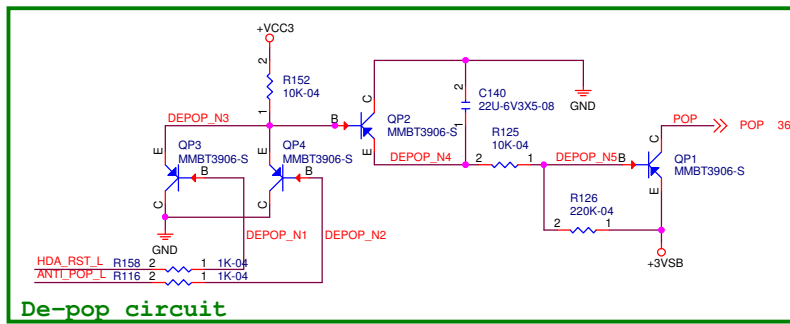 +VCC3
2
R152
10K-04
1
DEPOP_N3
E
QP3
MMBT3906-S
B
C
E
QP4
MMBT3906-S
B
C
GND
DEPOP_N1
DEPOP_N2
HDA_RST_L R158 2 1 1K-04
ANTI_POP_L R116 2 1 1K-04
B
C
QP2
MMBT3906-S
E
DEPOP_N4
2
C140
22U-6V3X5-08
1
GND
R125
10K-04
2 1
DEPOP_N5
B
C
QP1
MMBT3906-S
E
POP
POP 36
R126
220K-04
2 1
+3VSB
De-pop circuit